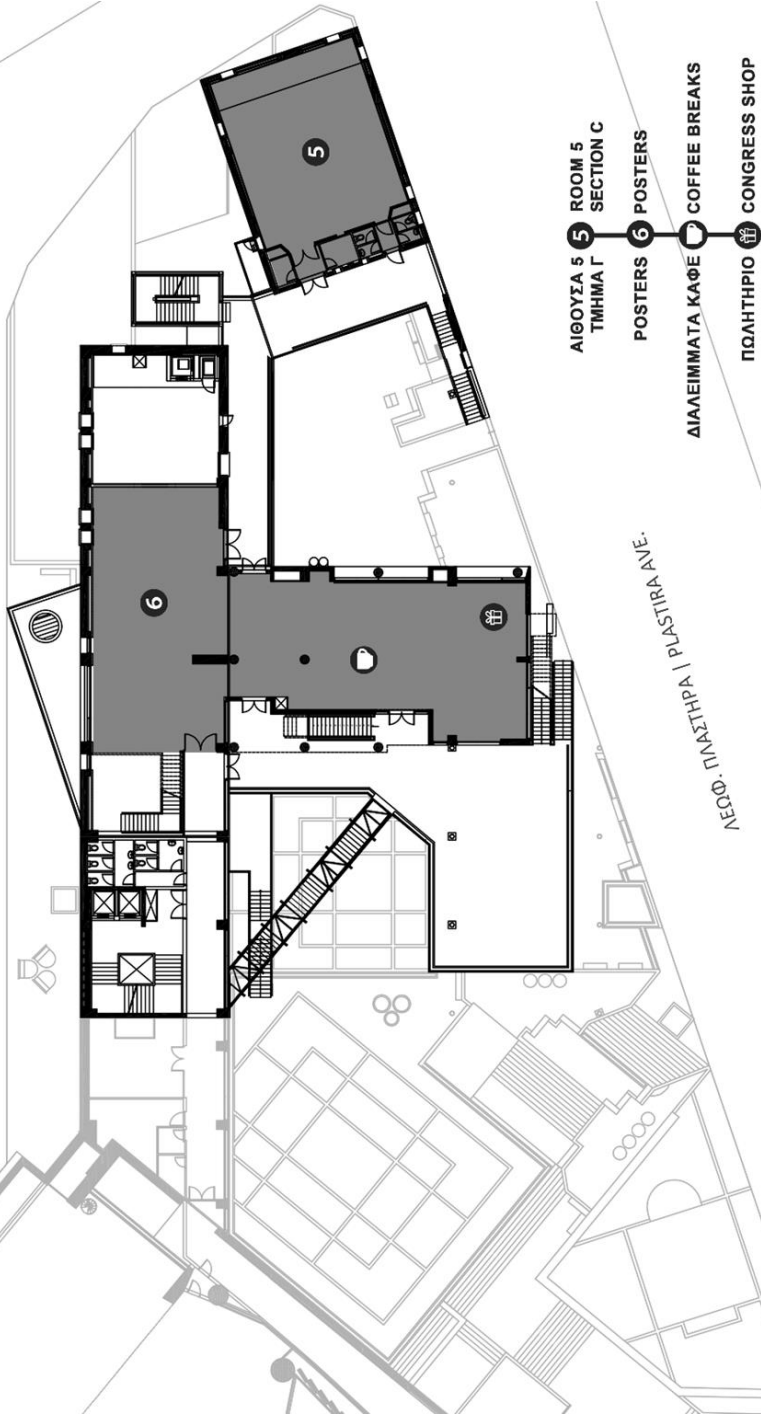 5
6
ΑΙΘΟΥΣΑ 5 5 ROOM 5
ΤΜΗΜΑ Γ SECTION C
POSTERS 6 POSTERS
ΔΙΑΛΕΙΜΜΑΤΑ ΚΑΦΕ COFFEE BREAKS
ΠΩΛΗΤΗΡΙΟ CONGRESS SHOP
ΛΕΩΦ. ΠΛΑΣΤΗΡΑ | PLASTIRA AVE.